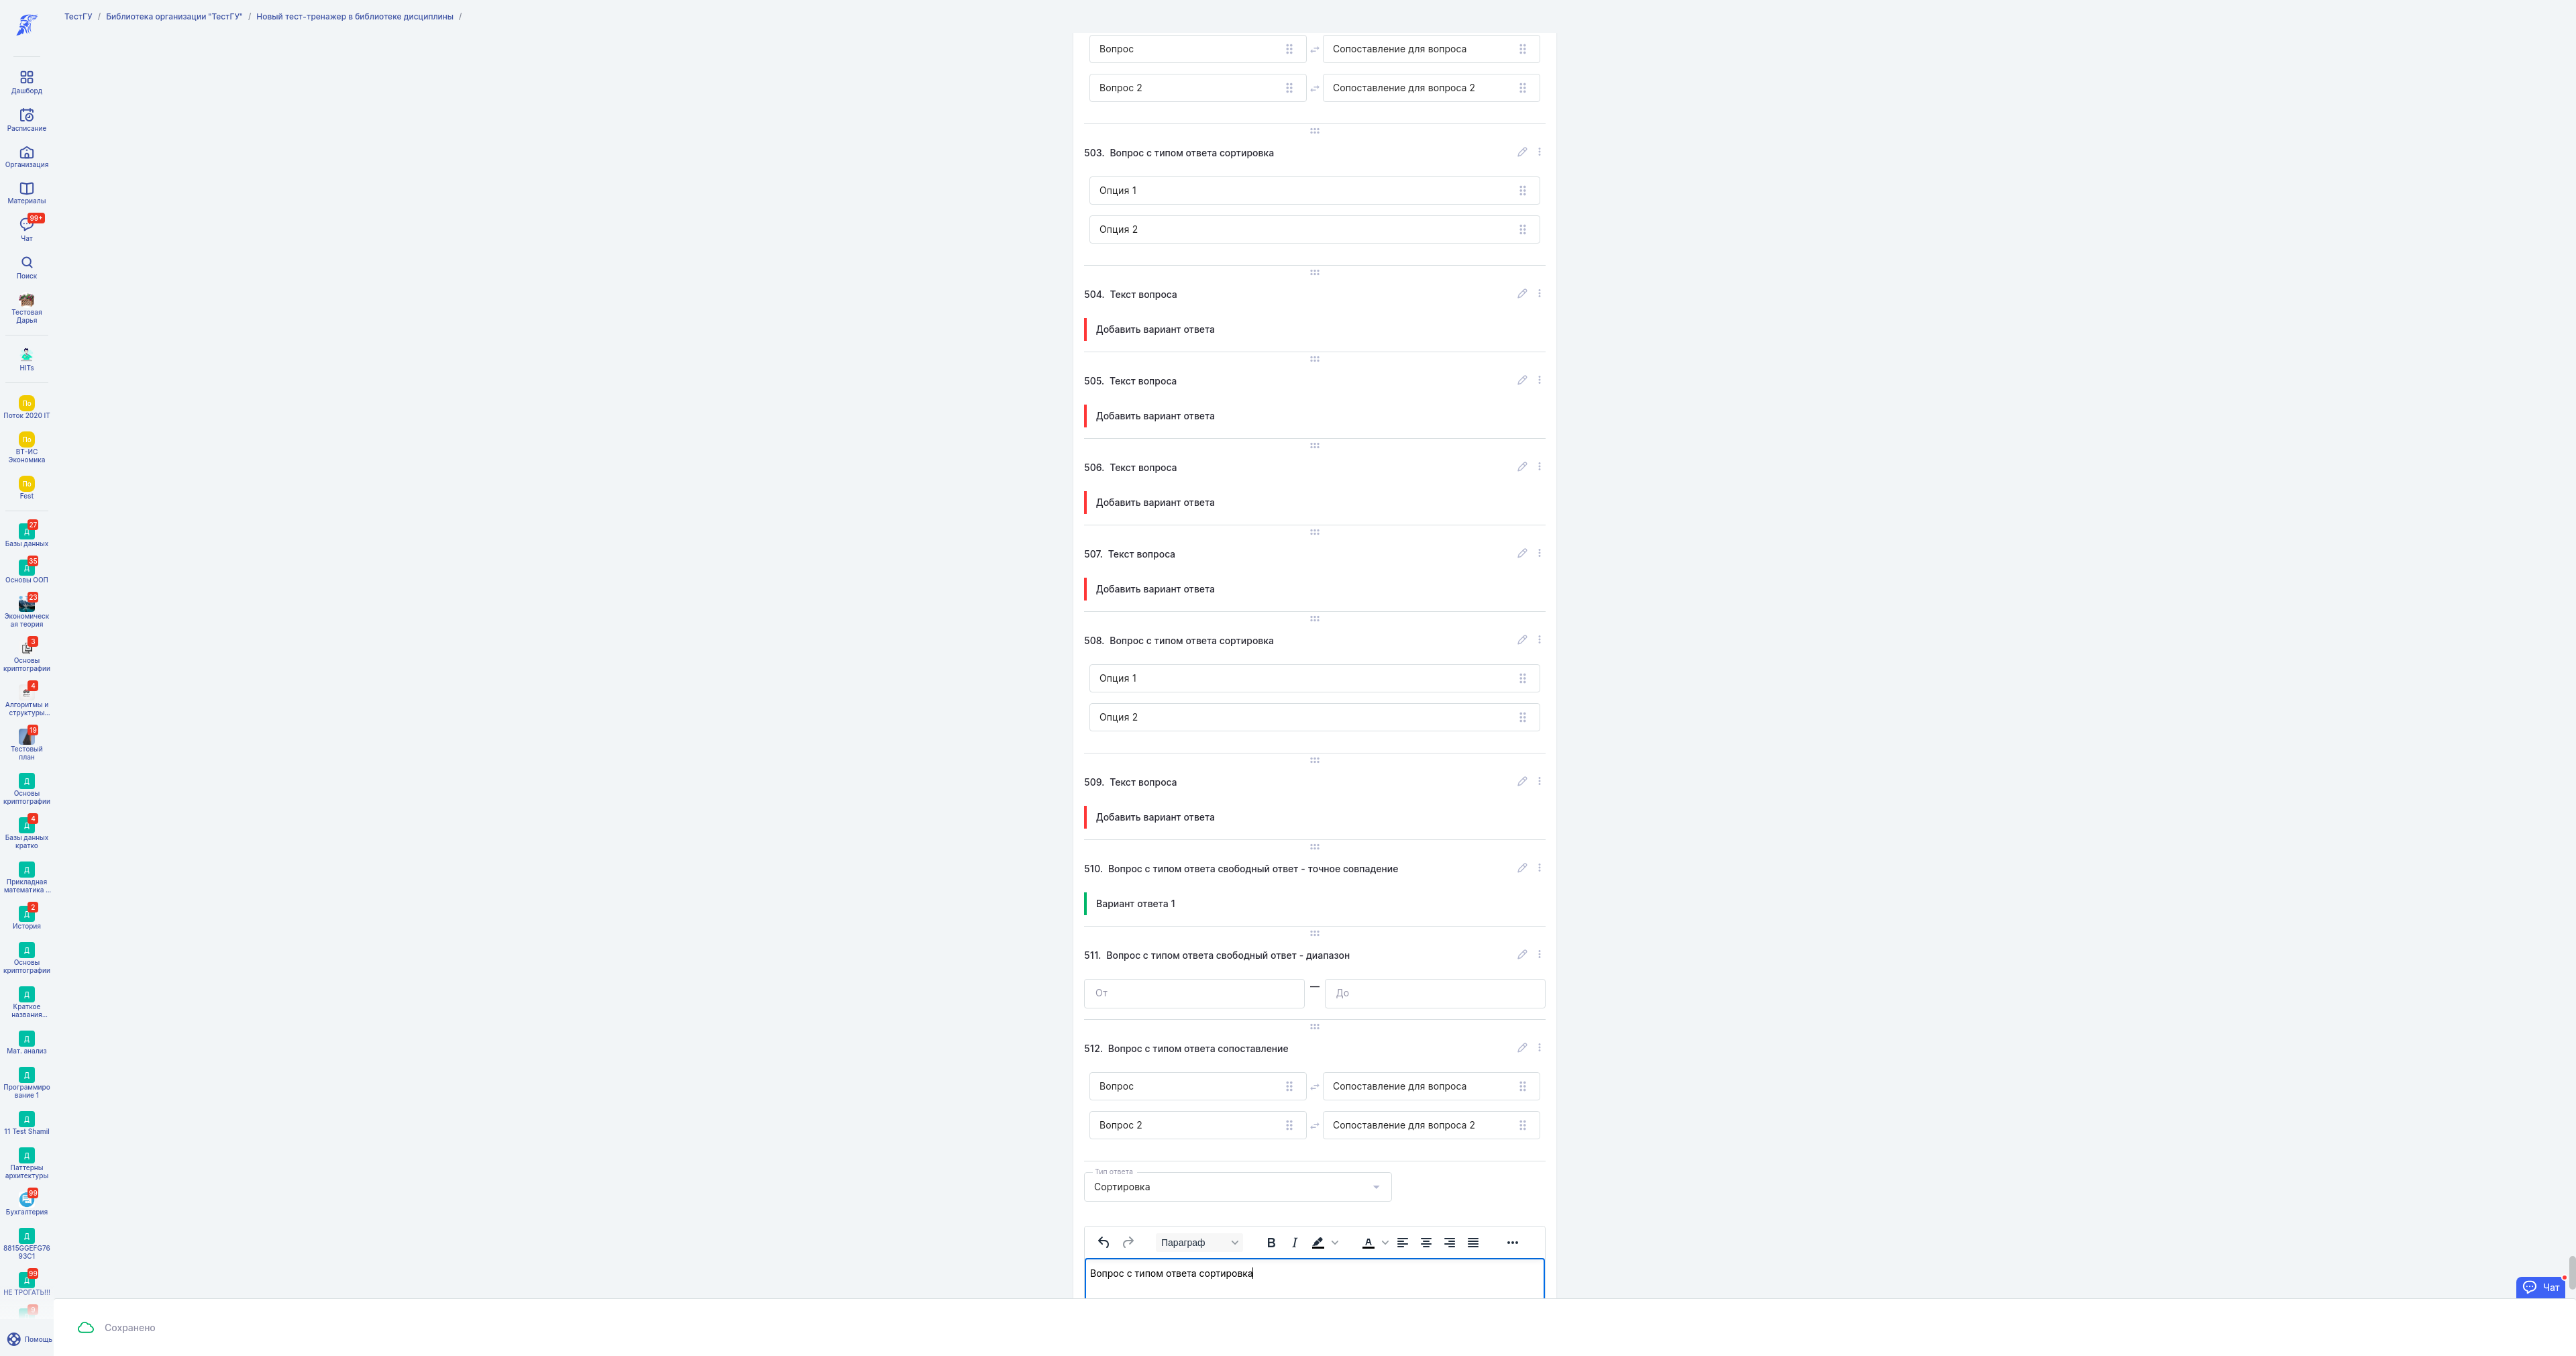 ТестГУ / Библиотека организации "ТестГУ" / Новый тест-тренажер в библиотеке дисциплины /
Дашборд
Расписание
Организация
Материалы
99+
Чат
Поиск
Тестовая
Дарья
HITs
По
Поток 2020 IT
По
ВТ-ИС
Экономика
По
Fest
27
Д
Базы данных
35
Д
Основы ООП
23
Экономическ
ая теория
3
Основы
криптографии
4
Алгоритмы и
структуры...
19
Тестовый
план
Д
Основы
криптографии
4
Д
Базы данных
кратко
Д
Прикладная
математика ...
2
Д
История
Д
Основы
криптографии
Д
Краткое
названия...
Д
Мат. анализ
Д
Программиро
вание 1
Д
11 Test Shamil
Д
Паттерны
архитектуры
99
Бухгалтерия
Д
8815GGEFG76
93C1
99
Д
НЕ ТРОГАТЬ!!!
Помощь
Вопрос
Сопоставление для вопроса
Вопрос 2
Сопоставление для вопроса 2
503. Вопрос с типом ответа сортировка
Опция 1
Опция 2
504. Текст вопроса
Добавить вариант ответа
505. Текст вопроса
Добавить вариант ответа
506. Текст вопроса
Добавить вариант ответа
507. Текст вопроса
Добавить вариант ответа
508. Вопрос с типом ответа сортировка
Опция 1
Опция 2
509. Текст вопроса
Добавить вариант ответа
510. Вопрос с типом ответа свободный ответ - точное совпадение
Вариант ответа 1
511. Вопрос с типом ответа свободный ответ - диапазон
От — До
512. Вопрос с типом ответа сопоставление
Вопрос
Сопоставление для вопроса
Вопрос 2
Сопоставление для вопроса 2
Тип ответа
Сортировка
Параграф B I A
Вопрос с типом ответа сортировка
Чат
Сохранено